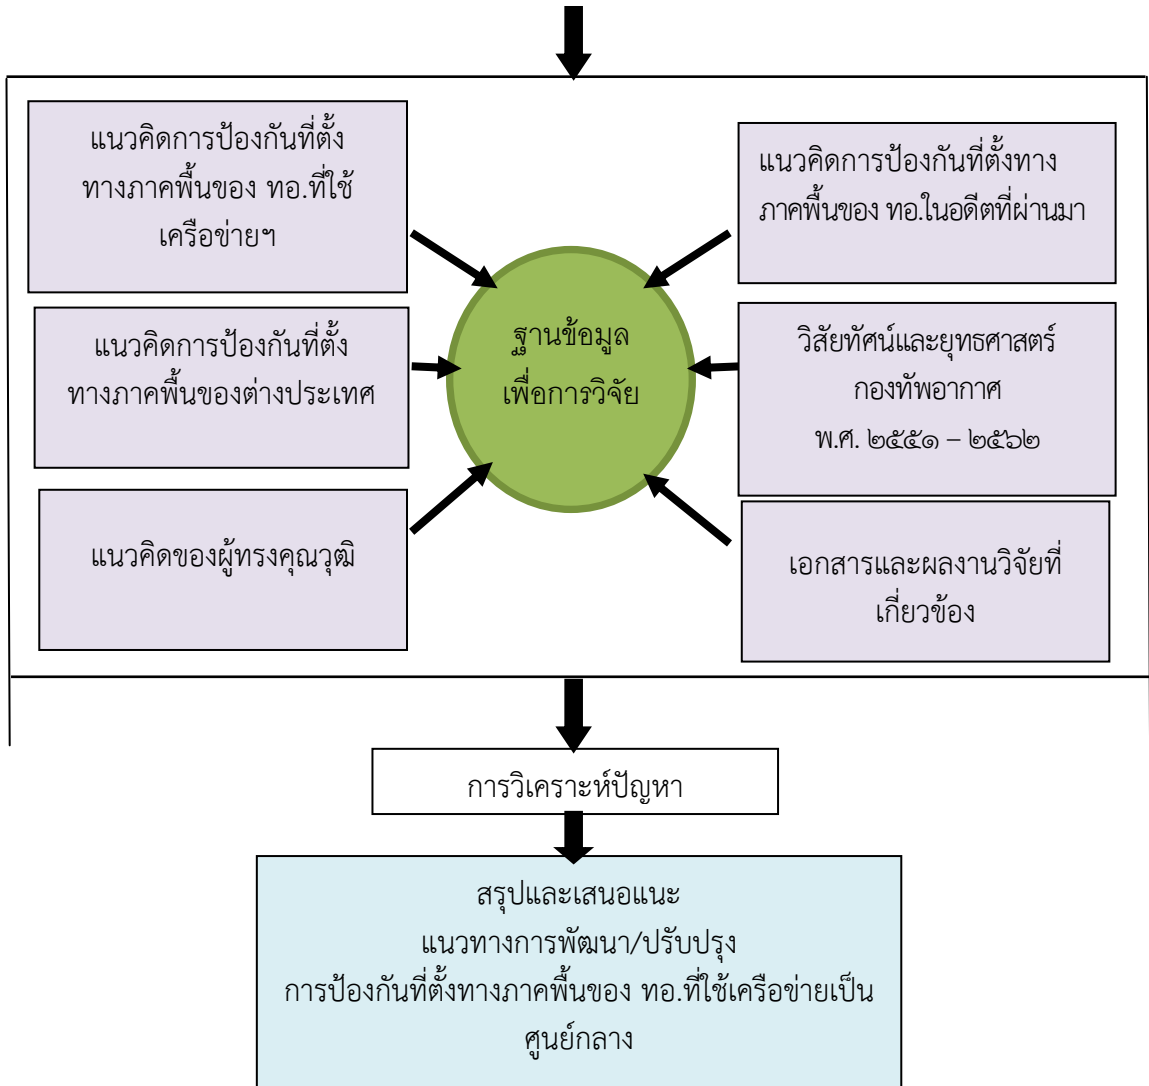 แนวคิดการป้องกันที่ตั้ง
ทางภาคพื้นของ ทอ.ที่ใช้
เครือข่ายฯ
แนวคิดการป้องกันที่ตั้งทาง
ภาคพื้นของ ทอ.ในอดีตที่ผ่านมา
ฐานข้อมูล
เพื่อการวิจัย
แนวคิดการป้องกันที่ตั้ง
ทางภาคพื้นของต่างประเทศ
วิสัยทัศน์และยุทธศาสตร์
กองทัพอากาศ
พ.ศ. ๒๕๕๑ – ๒๕๖๒
แนวคิดของผู้ทรงคุณวุฒิ
เอกสารและผลงานวิจัยที่
เกี่ยวข้อง
การวิเคราะห์ปัญหา
สรุปและเสนอแนะ
แนวทางการพัฒนา/ปรับปรุง
การป้องกันที่ตั้งทางภาคพื้นของ ทอ.ที่ใช้เครือข่ายเป็น
ศูนย์กลาง